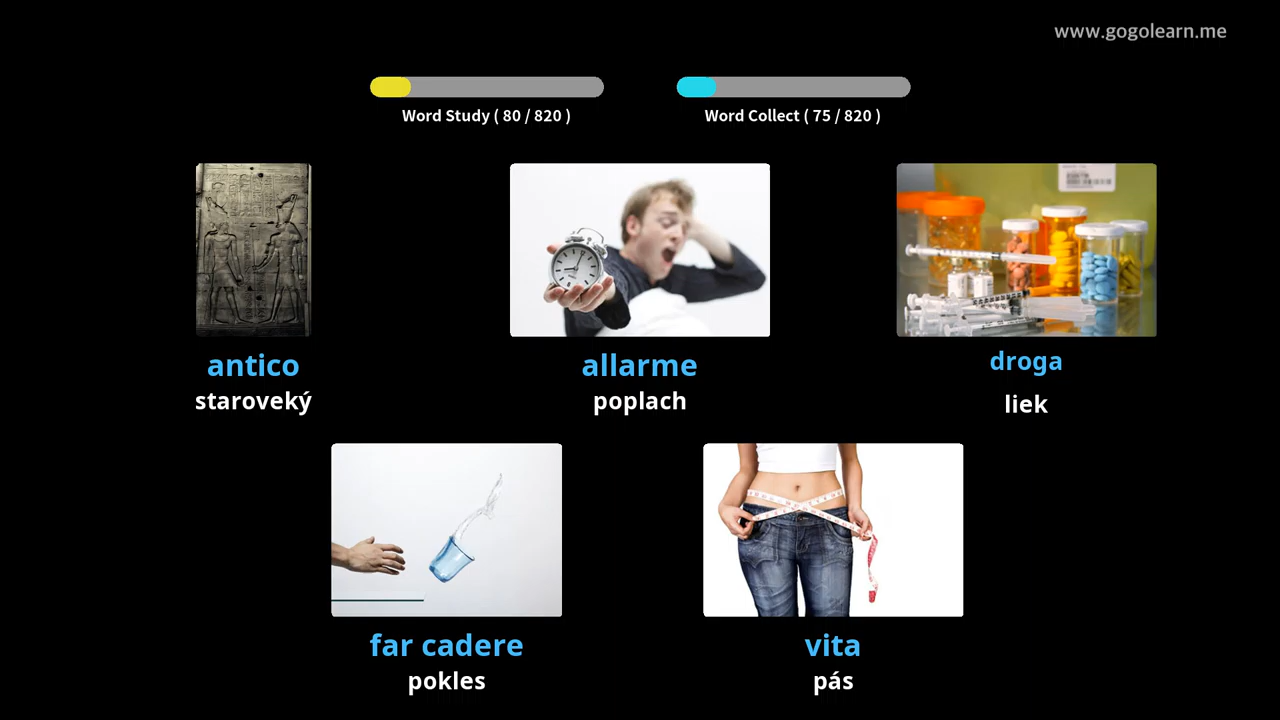 www.gogolearn.me
Word Study ( 80 / 820 )
Word Collect ( 75 / 820 )
antico
staroveký
allarme
poplach
droga
liek
far cadere
pokles
vita
pás